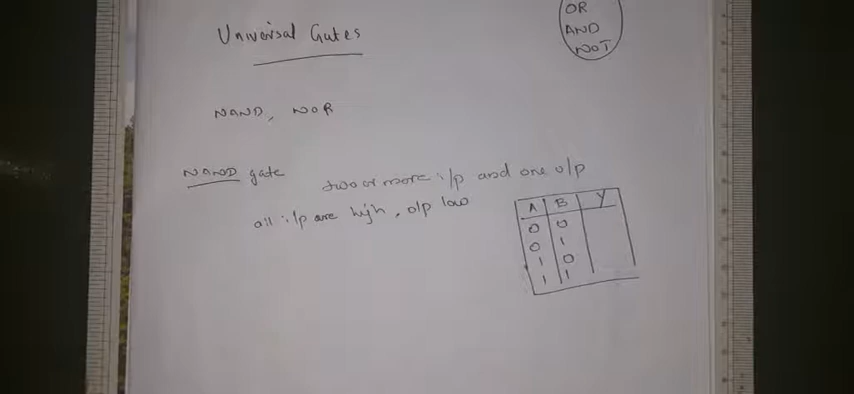 OR
AND
NOT
Universal Gates
NAND, NOR
NAND gate two or more i/p and one o/p
all i/p are high, o/p low
A B Y
0 0
0 1
1 0
1 1